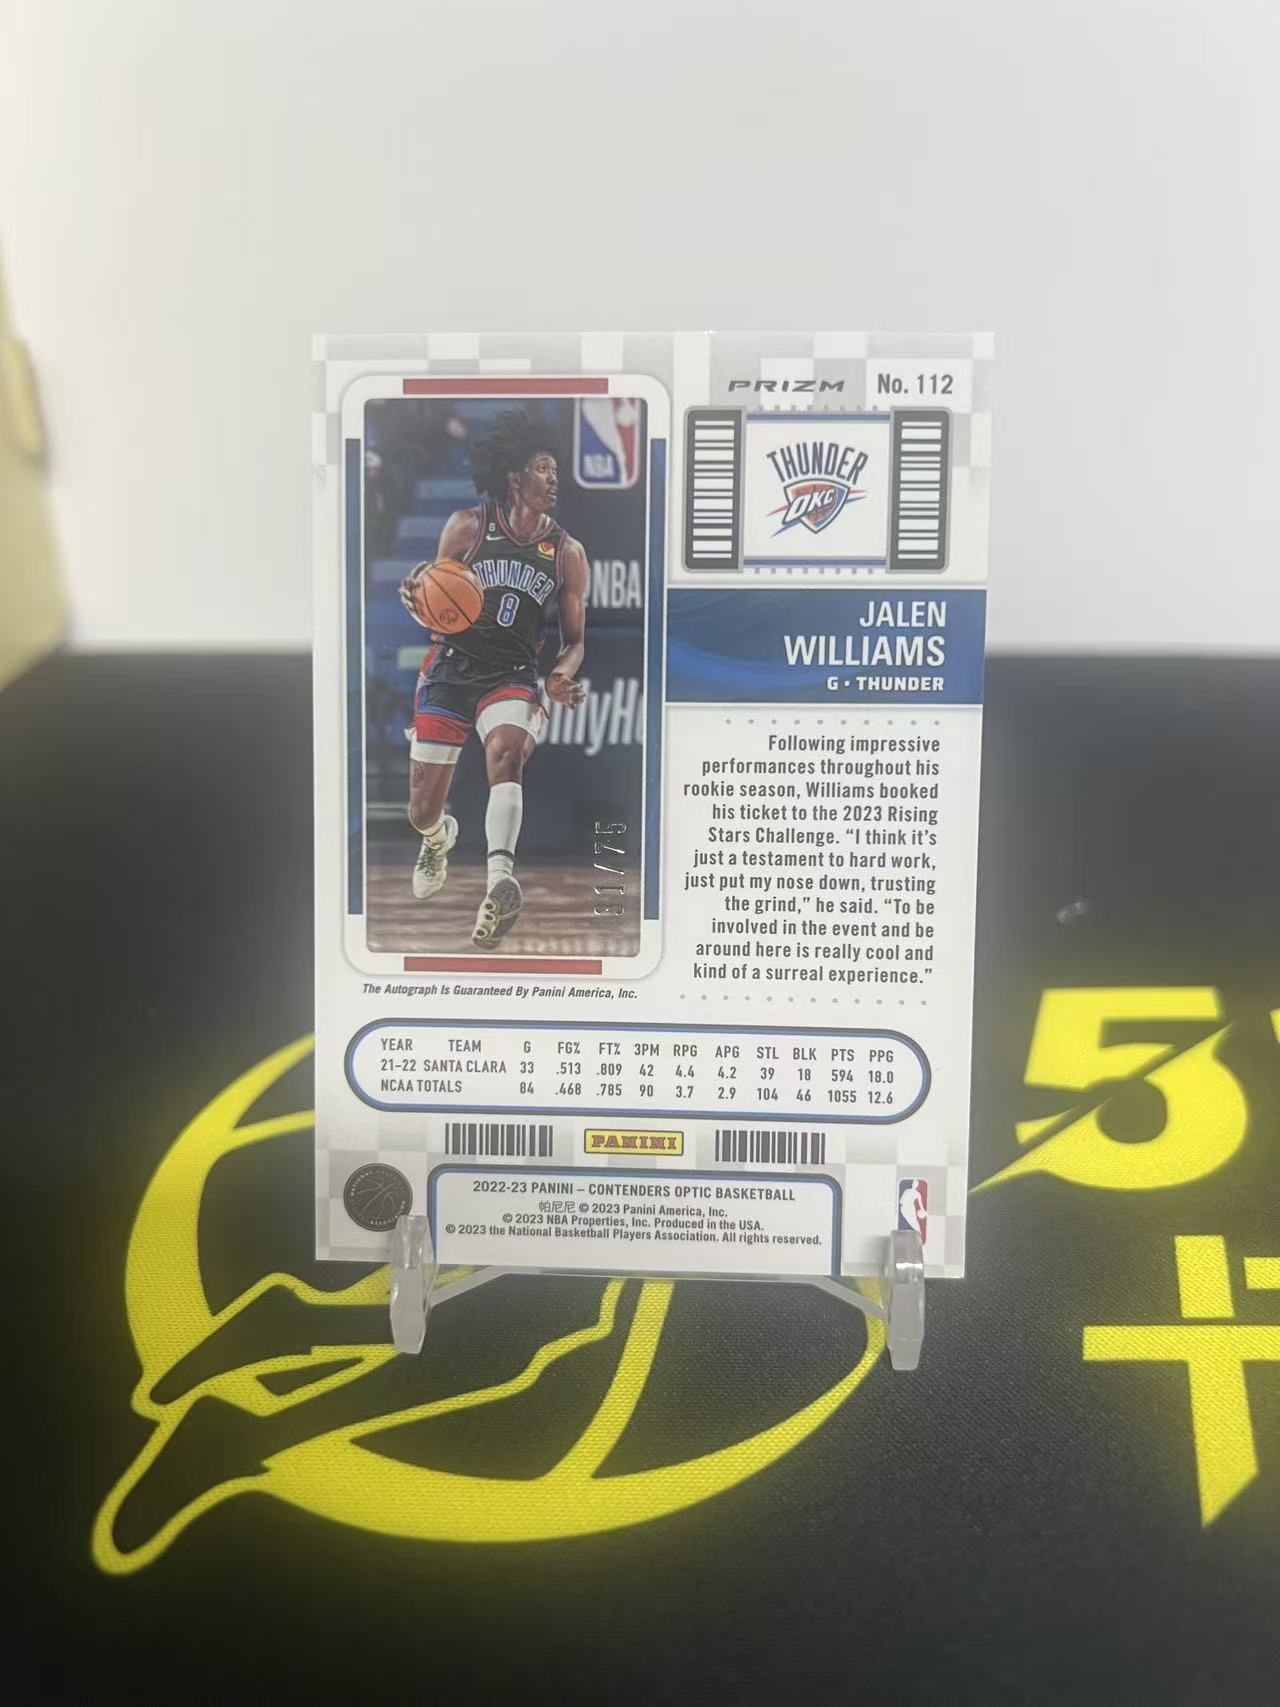 PRIZM No. 112
THUNDER
OKC
JALEN
WILLIAMS
G • THUNDER
NBA
NBA
THUNDER
8
6
31/75
Following impressive
performances throughout his
rookie season, Williams booked
his ticket to the 2023 Rising
Stars Challenge. “I think it’s
just a testament to hard work,
just put my nose down, trusting
the grind,” he said. “To be
involved in the event and be
around here is really cool and
kind of a surreal experience.”
The Autograph Is Guaranteed By Panini America, Inc.
YEAR TEAM G FG% FT% 3PM RPG APG STL BLK PTS PPG
21-22 SANTA CLARA 33 .513 .809 42 4.4 4.2 39 18 594 18.0
NCAA TOTALS 84 .468 .785 90 3.7 2.9 104 46 1055 12.6
PANINI
2022-23 PANINI – CONTENDERS OPTIC BASKETBALL
帕尼尼 © 2023 Panini America, Inc.
© 2023 NBA Properties, Inc. Produced in the USA.
© 2023 the National Basketball Players Association. All rights reserved.
5